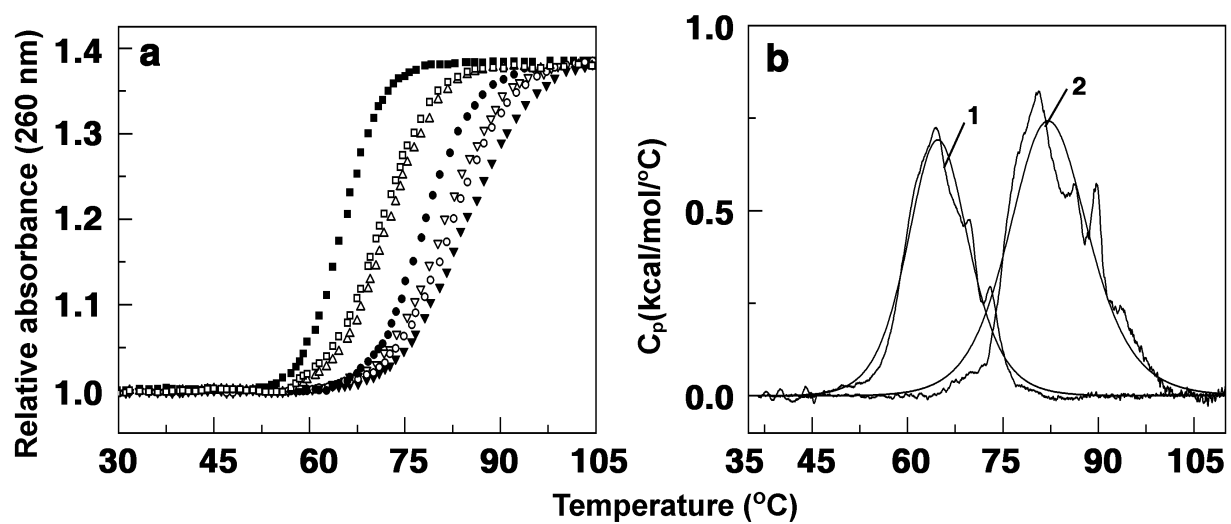 a
Relative absorbance (260 nm)
1.4
1.3
1.2
1.1
1.0
30 45 60 75 90 105
b
Cp(kcal/mol/ºC)
1.0
0.5
0.0
1
2
35 45 60 75 90 105
Temperature (ºC)